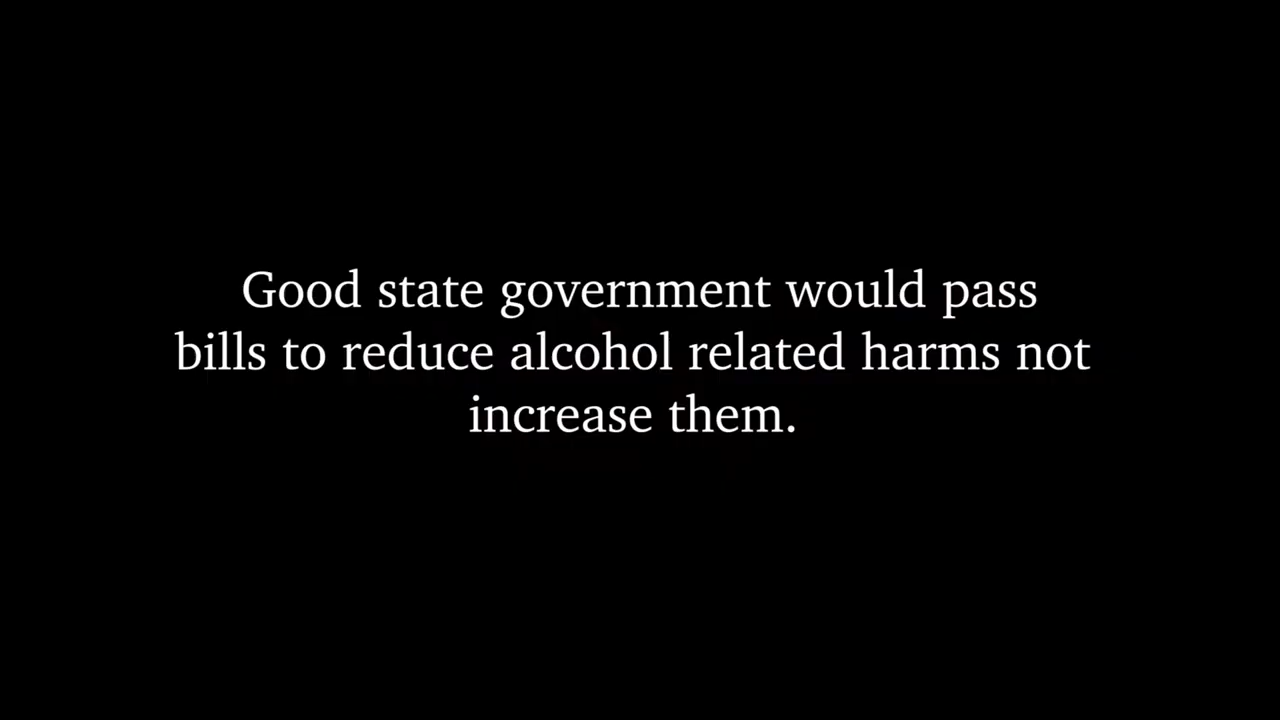 Good state government would pass
bills to reduce alcohol related harms not
increase them.